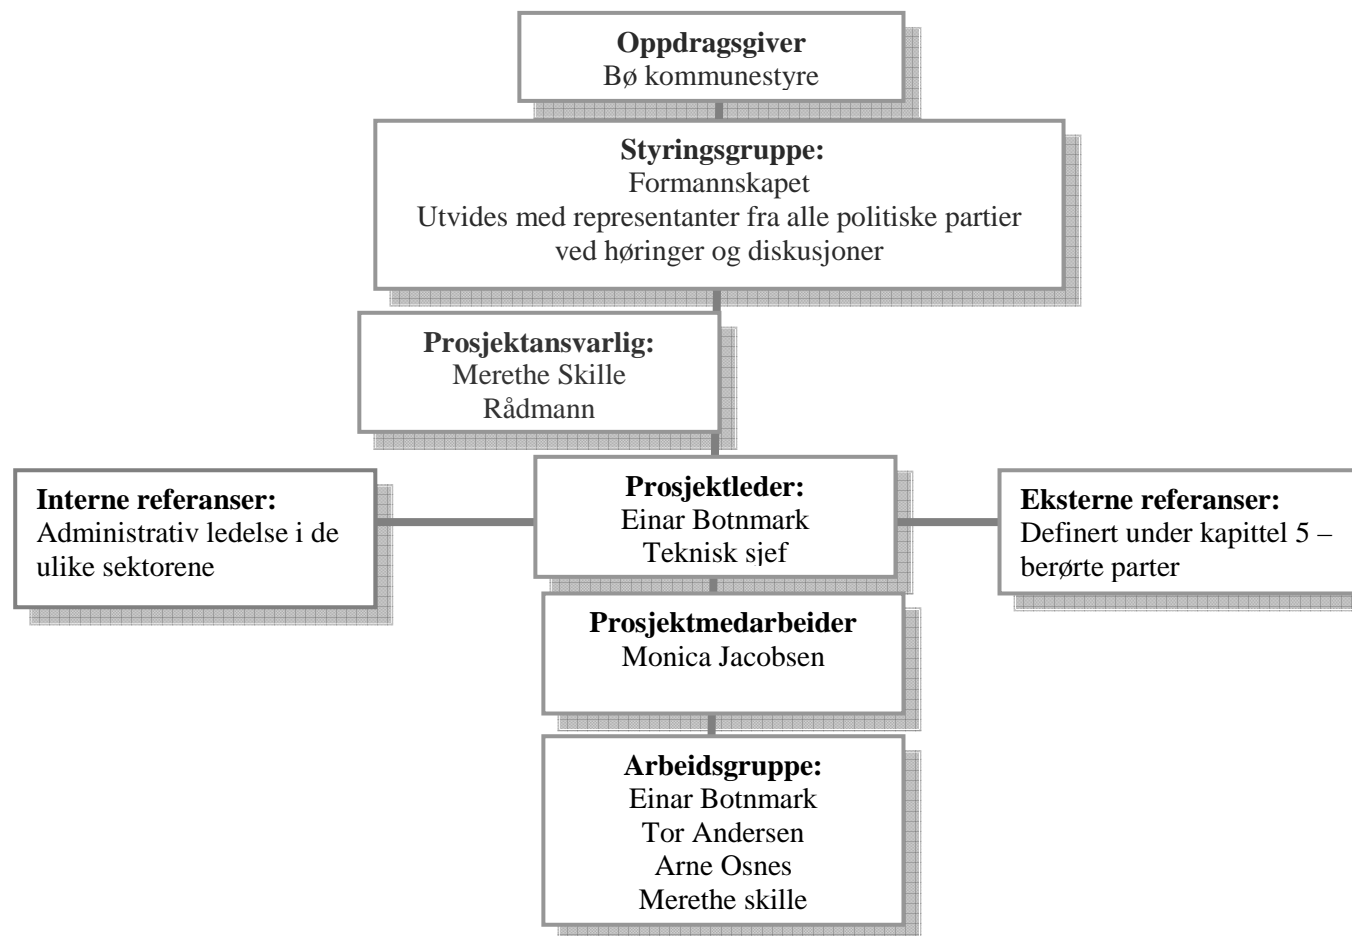 Oppdragsgiver
Bø kommunestyre
Styringsgruppe:
Formannskapet
Utvides med representanter fra alle politiske partier
ved høringer og diskusjoner
Prosjektansvarlig:
Merethe Skille
Rådmann
Interne referanser:
Administrativ ledelse i de
ulike sektorene
Prosjektleder:
Einar Botnmark
Teknisk sjef
Eksterne referanser:
Definert under kapittel 5 –
berørte parter
Prosjektmedarbeider
Monica Jacobsen
Arbeidsgruppe:
Einar Botnmark
Tor Andersen
Arne Osnes
Merethe skille